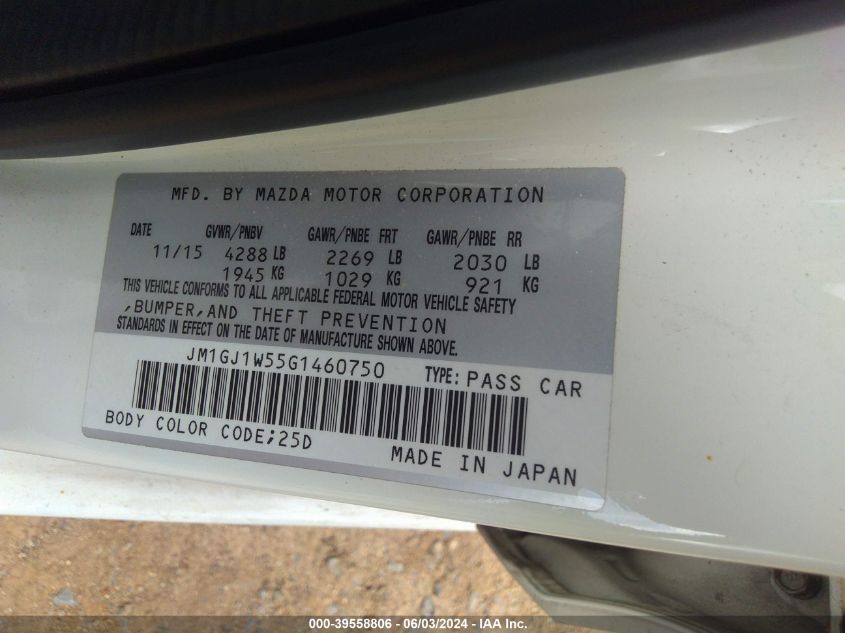 MFD. BY MAZDA MOTOR CORPORATION
DATE GVWR/PNBV GAWR/PNBE FRT GAWR/PNBE RR
11/15 4288 LB 2269 LB 2030 LB
1945 KG 1029 KG 921 KG
THIS VEHICLE CONFORMS TO ALL APPLICABLE FEDERAL MOTOR VEHICLE SAFETY
,BUMPER,AND THEFT PREVENTION
STANDARDS IN EFFECT ON THE DATE OF MANUFACTURE SHOWN ABOVE.
JM1GJ1W55G1460750 TYPE: PASS CAR
BODY COLOR CODE;25D
MADE IN JAPAN
000-39558806 - 06/03/2024 - IAA Inc.